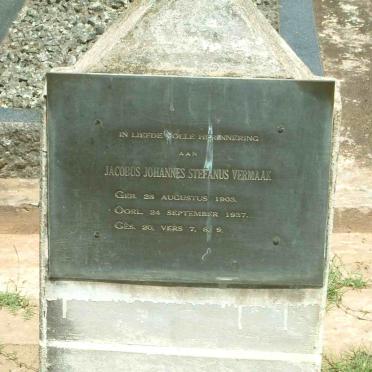 IN LIEFDEVOLLE HERINNERING
AAN
JACOBUS JOHANNES STEFANUS VERMAAK
GEB. 28 AUGUSTUS 1903.
OORL. 24 SEPTEMBER 1937.
GES. 20, VERS 7, 8, 9.